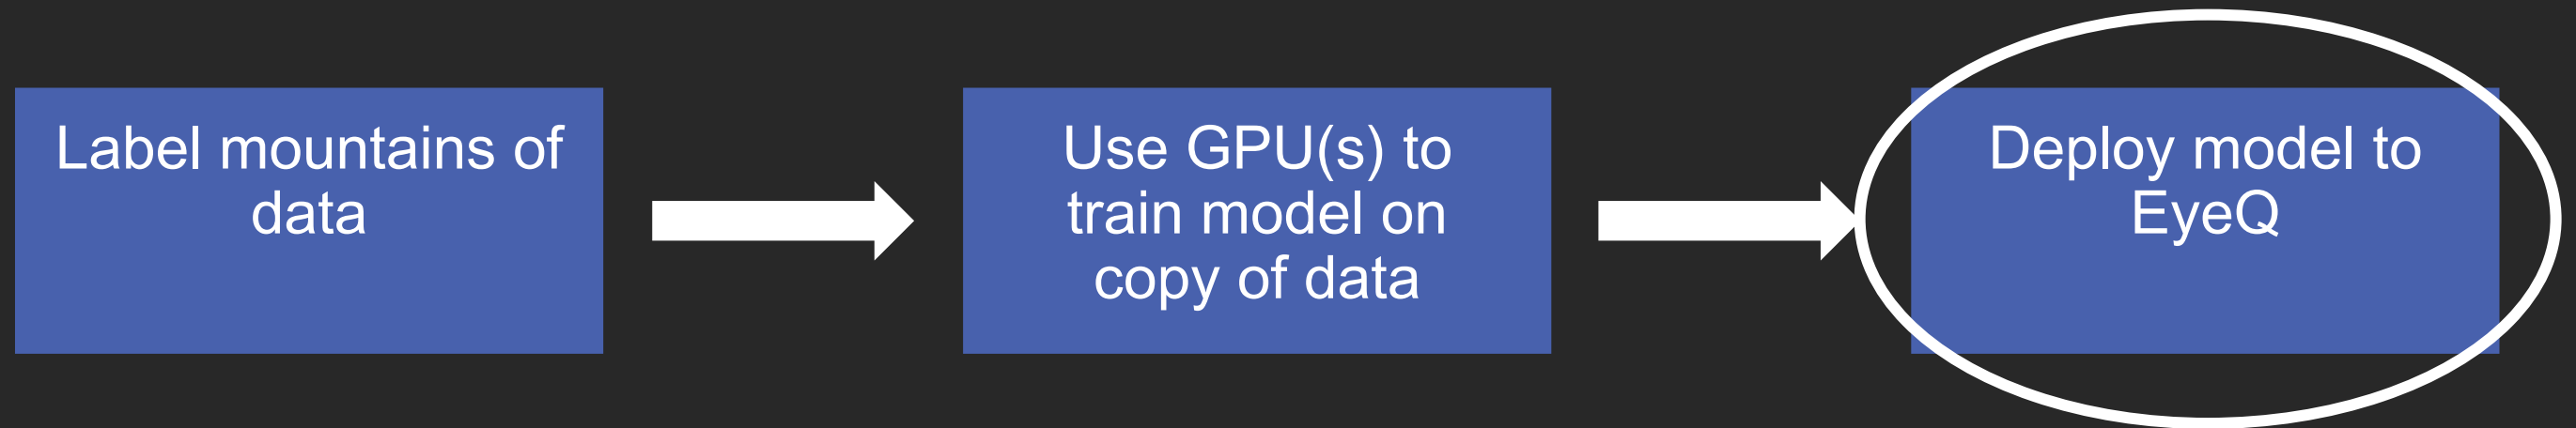 Label mountains of
data
Use GPU(s) to
train model on
copy of data
Deploy model to
EyeQ